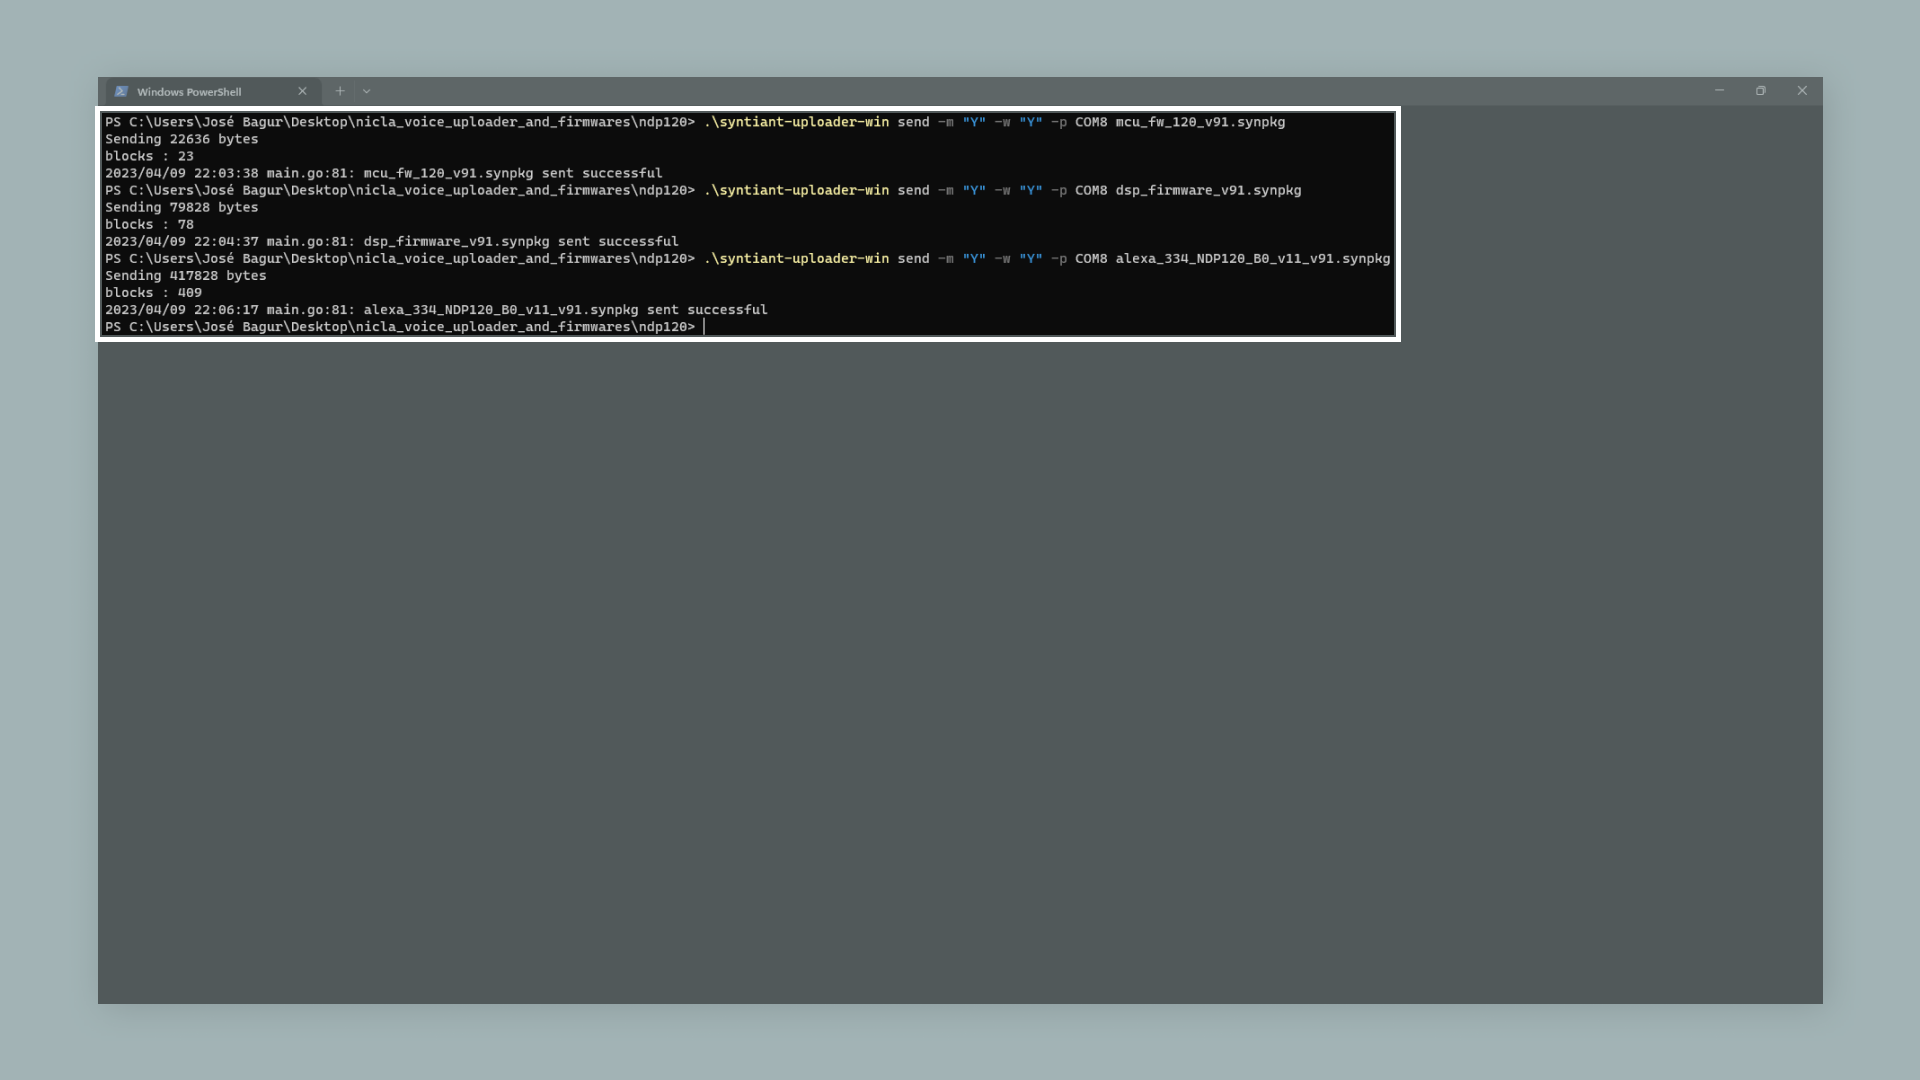 Windows PowerShell
PS C:\Users\José Bagur\Desktop\nicla_voice_uploader_and_firmwares\ndp120> .\syntiant-uploader-win send -m "Y" -w "Y" -p COM8 mcu_fw_120_v91.synpkg
Sending 22636 bytes
blocks : 23
2023/04/09 22:03:38 main.go:81: mcu_fw_120_v91.synpkg sent successful
PS C:\Users\José Bagur\Desktop\nicla_voice_uploader_and_firmwares\ndp120> .\syntiant-uploader-win send -m "Y" -w "Y" -p COM8 dsp_firmware_v91.synpkg
Sending 79828 bytes
blocks : 78
2023/04/09 22:04:37 main.go:81: dsp_firmware_v91.synpkg sent successful
PS C:\Users\José Bagur\Desktop\nicla_voice_uploader_and_firmwares\ndp120> .\syntiant-uploader-win send -m "Y" -w "Y" -p COM8 alexa_334_NDP120_B0_v11_v91.synpkg
Sending 417828 bytes
blocks : 409
2023/04/09 22:06:17 main.go:81: alexa_334_NDP120_B0_v11_v91.synpkg sent successful
PS C:\Users\José Bagur\Desktop\nicla_voice_uploader_and_firmwares\ndp120>